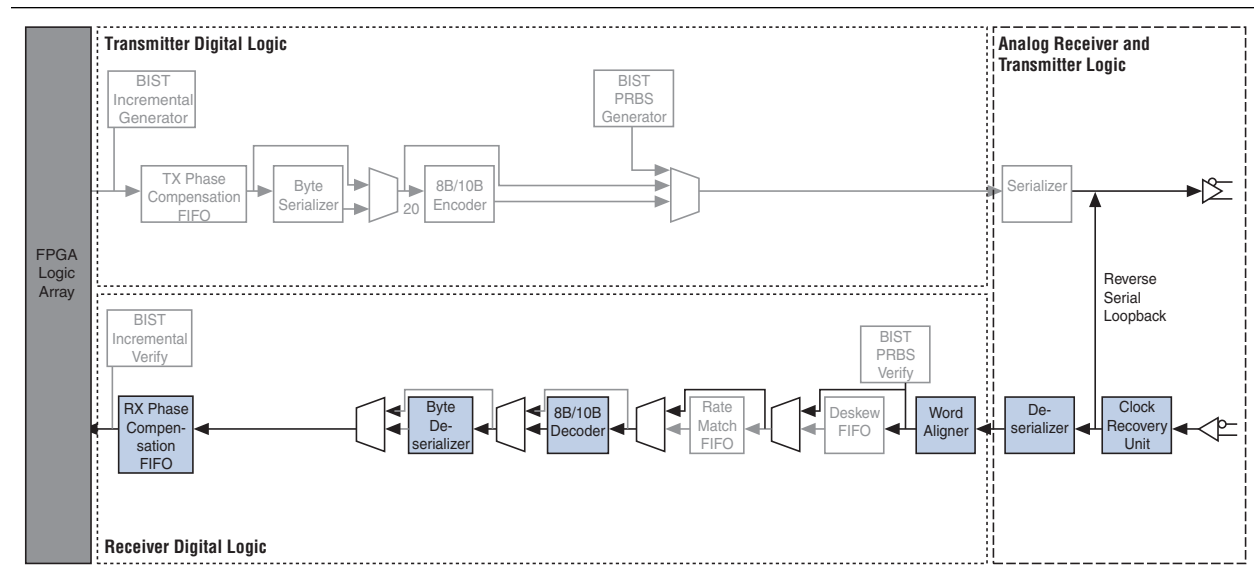 Transmitter Digital Logic
Analog Receiver and
Transmitter Logic
BIST
Incremental
Generator
BIST
PRBS
Generator
TX Phase
Compensation
FIFO
Byte
Serializer
20
8B/10B
Encoder
Serializer
FPGA
Logic
Array
Reverse
Serial
Loopback
BIST
Incremental
Verify
BIST
PRBS
Verify
RX Phase
Compen-
sation
FIFO
Byte
De-
serializer
8B/10B
Decoder
Rate
Match
FIFO
Deskew
FIFO
Word
Aligner
De-
serializer
Clock
Recovery
Unit
Receiver Digital Logic